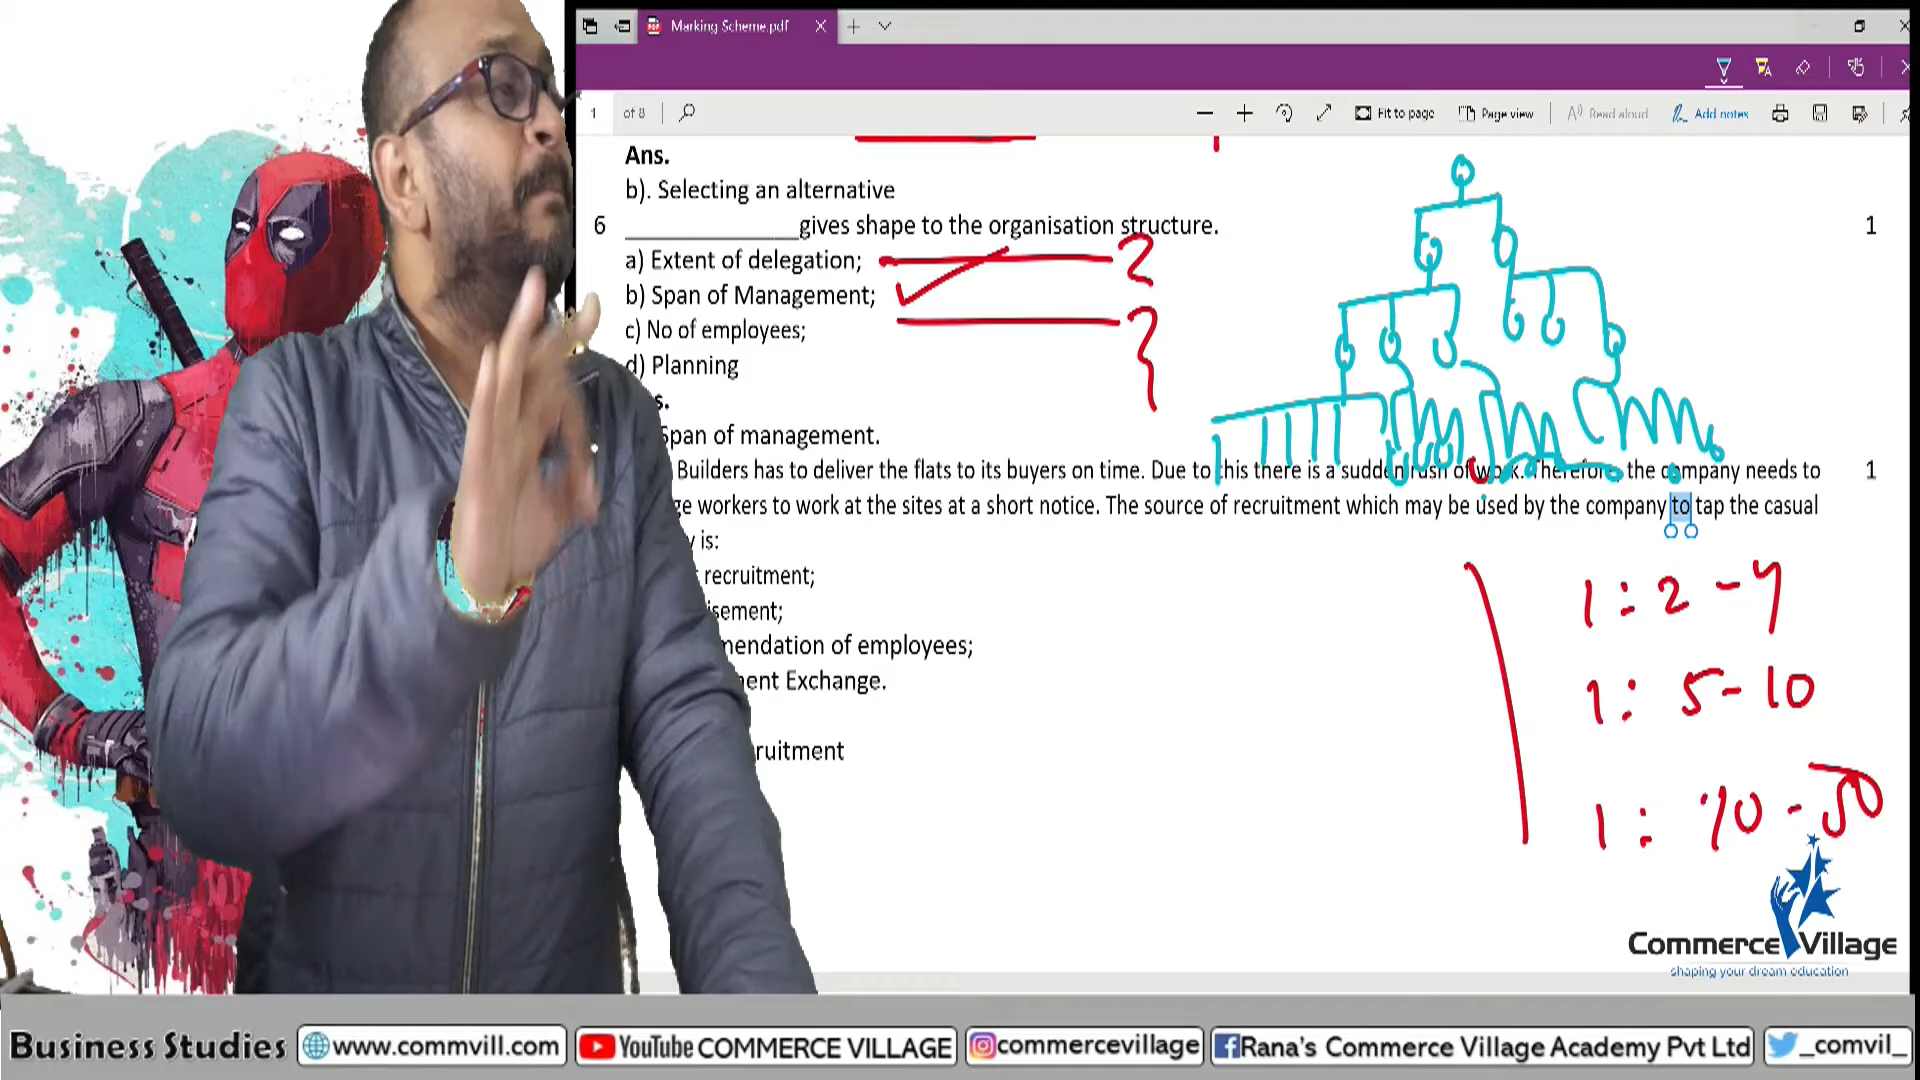 Marking Scheme.pdf
1 of 8
Fit to page
Page view
Read aloud
Add notes
Ans.
b). Selecting an alternative
6 ______________gives shape to the organisation structure. 1
a) Extent of delegation;
b) Span of Management;
c) No of employees;
d) Planning
s.
Span of management.
Builders has to deliver the flats to its buyers on time. Due to this there is a sudden rush of work. Therefore, the company needs to 1
ge workers to work at the sites at a short notice. The source of recruitment which may be used by the company to tap the casual
y is:
recruitment;
isement;
mendation of employees;
ent Exchange.
ruitment
2
1 : 2 - 4
1 : 5 - 10
1 : 10 - 50
Commerce Village
shaping your dream education
Business Studies
www.commvill.com
YouTube COMMERCE VILLAGE
commercevillage
Rana's Commerce Village Academy Pvt Ltd
_comvil_